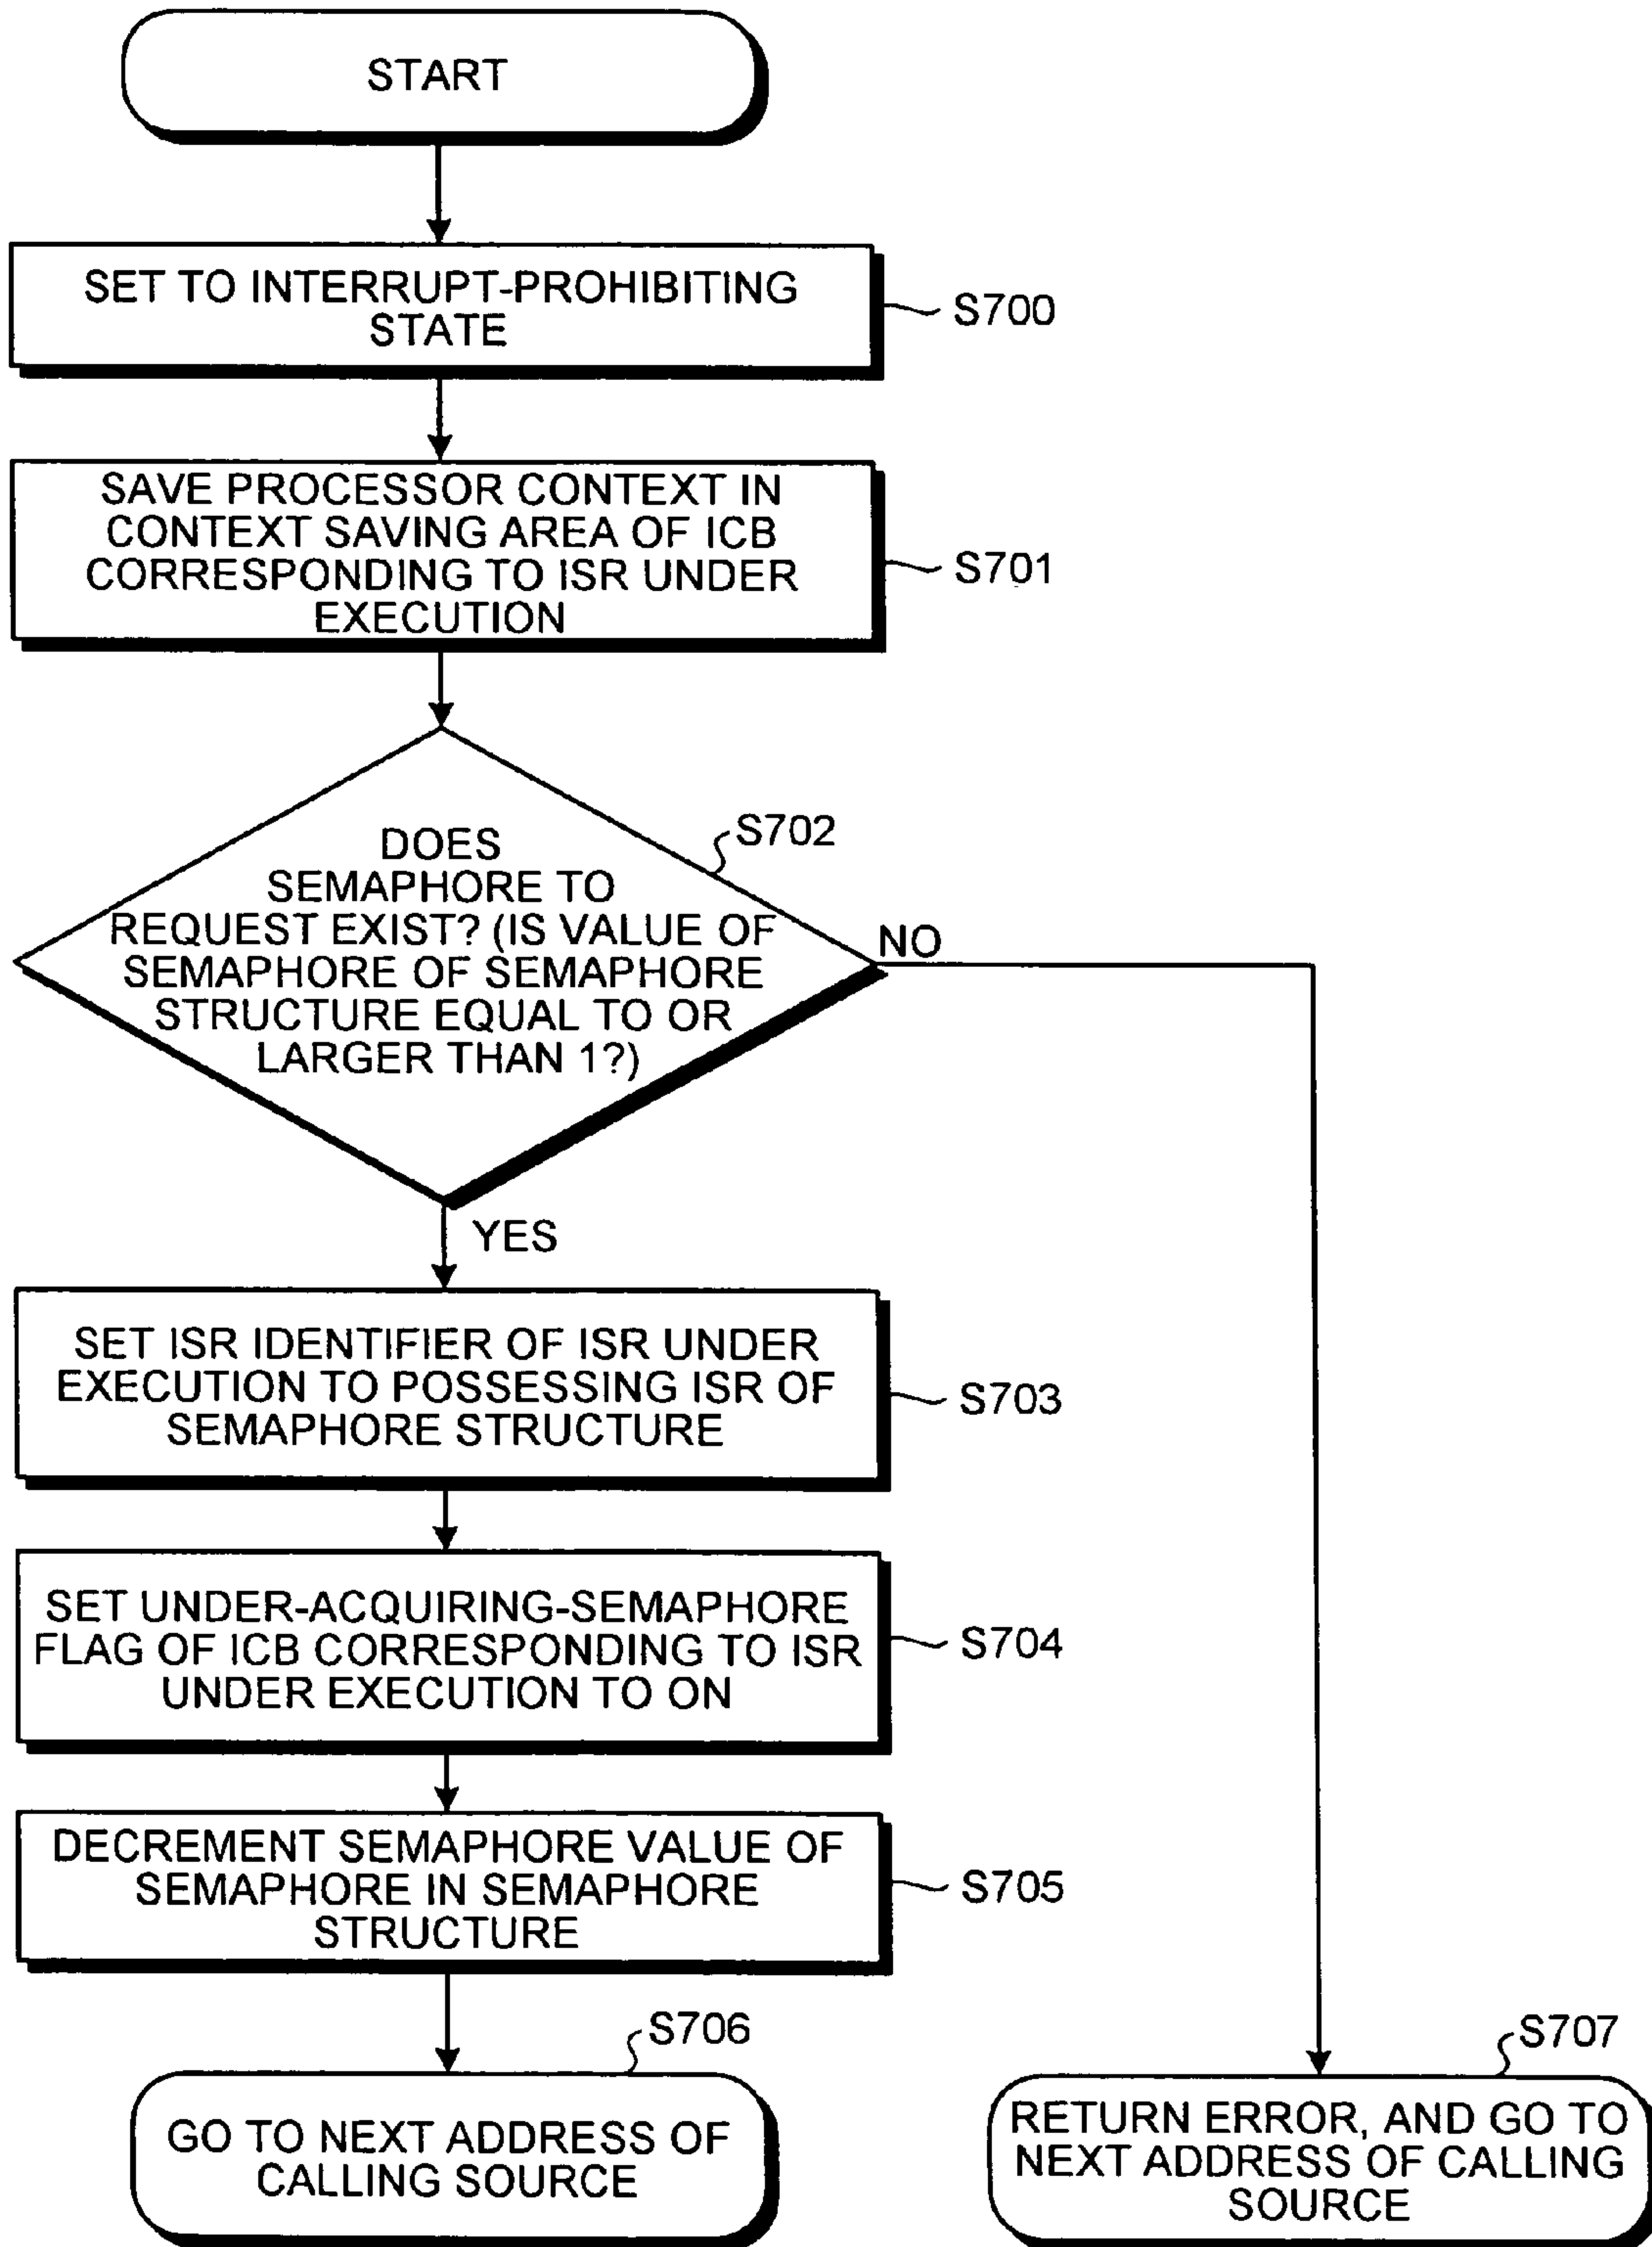 START
SET TO INTERRUPT-PROHIBITING
STATE
S700
SAVE PROCESSOR CONTEXT IN
CONTEXT SAVING AREA OF ICB
CORRESPONDING TO ISR UNDER
EXECUTION
S701
DOES
SEMAPHORE TO
REQUEST EXIST? (IS VALUE OF
SEMAPHORE OF SEMAPHORE
STRUCTURE EQUAL TO OR
LARGER THAN 1?)
S702
NO
YES
SET ISR IDENTIFIER OF ISR UNDER
EXECUTION TO POSSESSING ISR OF
SEMAPHORE STRUCTURE
S703
SET UNDER-ACQUIRING-SEMAPHORE
FLAG OF ICB CORRESPONDING TO ISR
UNDER EXECUTION TO ON
S704
DECREMENT SEMAPHORE VALUE OF
SEMAPHORE IN SEMAPHORE
STRUCTURE
S705
S706
GO TO NEXT ADDRESS OF
CALLING SOURCE
S707
RETURN ERROR, AND GO TO
NEXT ADDRESS OF CALLING
SOURCE